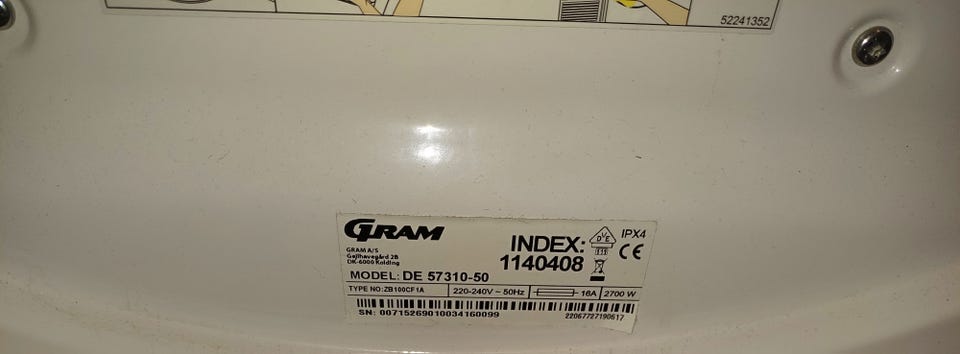 52241352
GRAM
GRAM A/S
Gejlhavegård 2B
DK-6000 Kolding
INDEX:
1140408
DVE
IPX4
CE
MODEL: DE 57310-50
TYPE NO: ZB100CF1A
220-240V ~ 50Hz
16A
2700 W
SN: 00715269010034160099
22067727190617